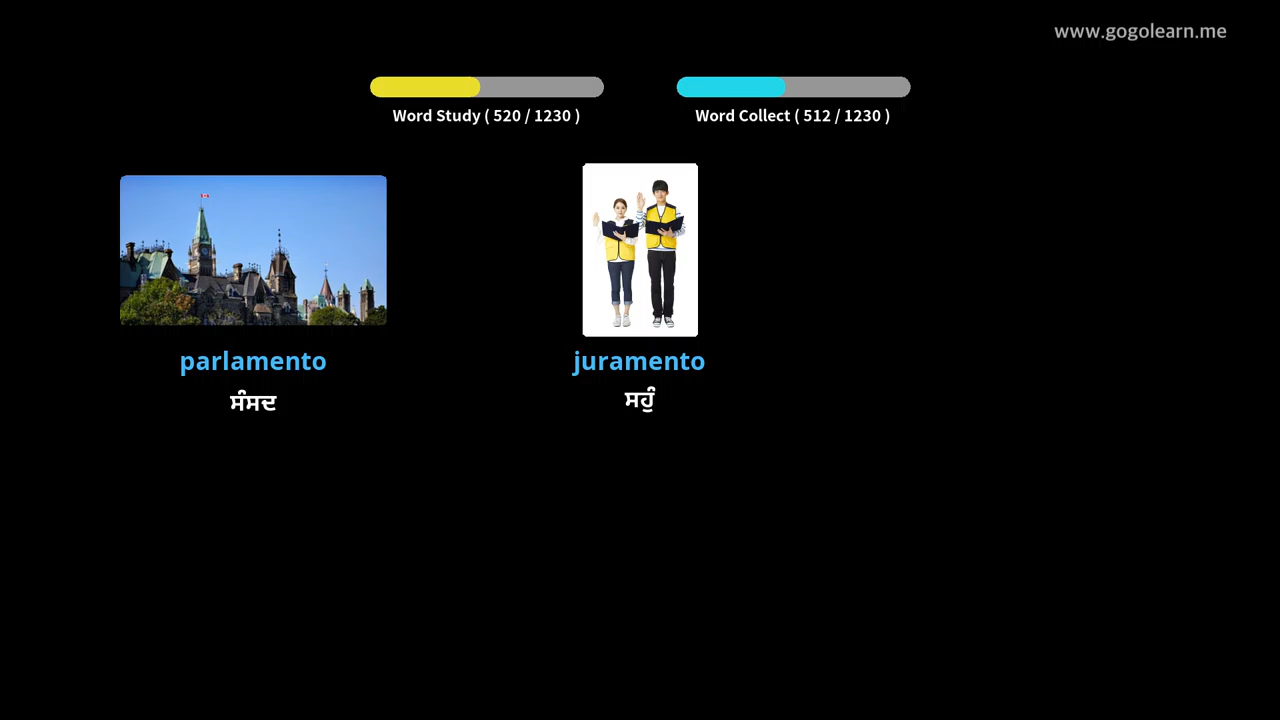 www.gogolearn.me
Word Study ( 520 / 1230 )
Word Collect ( 512 / 1230 )
parlamento
ਸੰਸਦ
juramento
ਸਹੁੰ